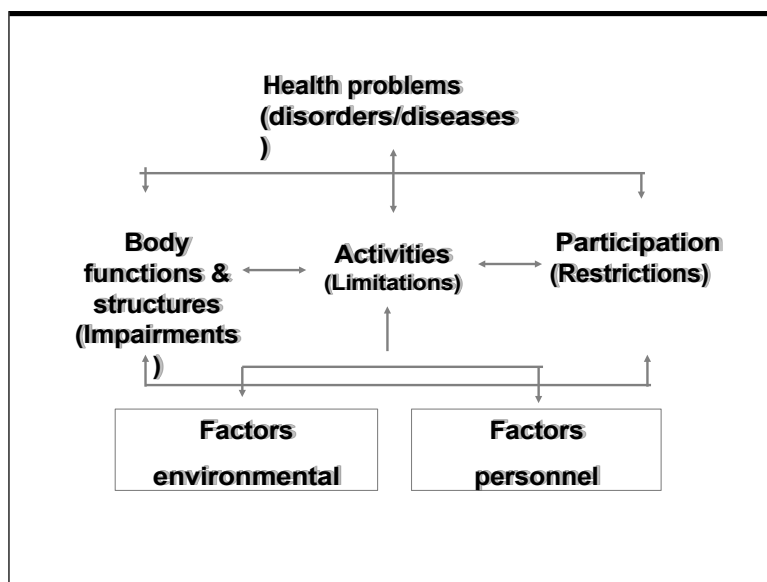 Health problems
(disorders/diseases
)
Body
functions &
structures
(Impairments
)
Activities
(Limitations)
Participation
(Restrictions)
Factors
environmental
Factors
personnel